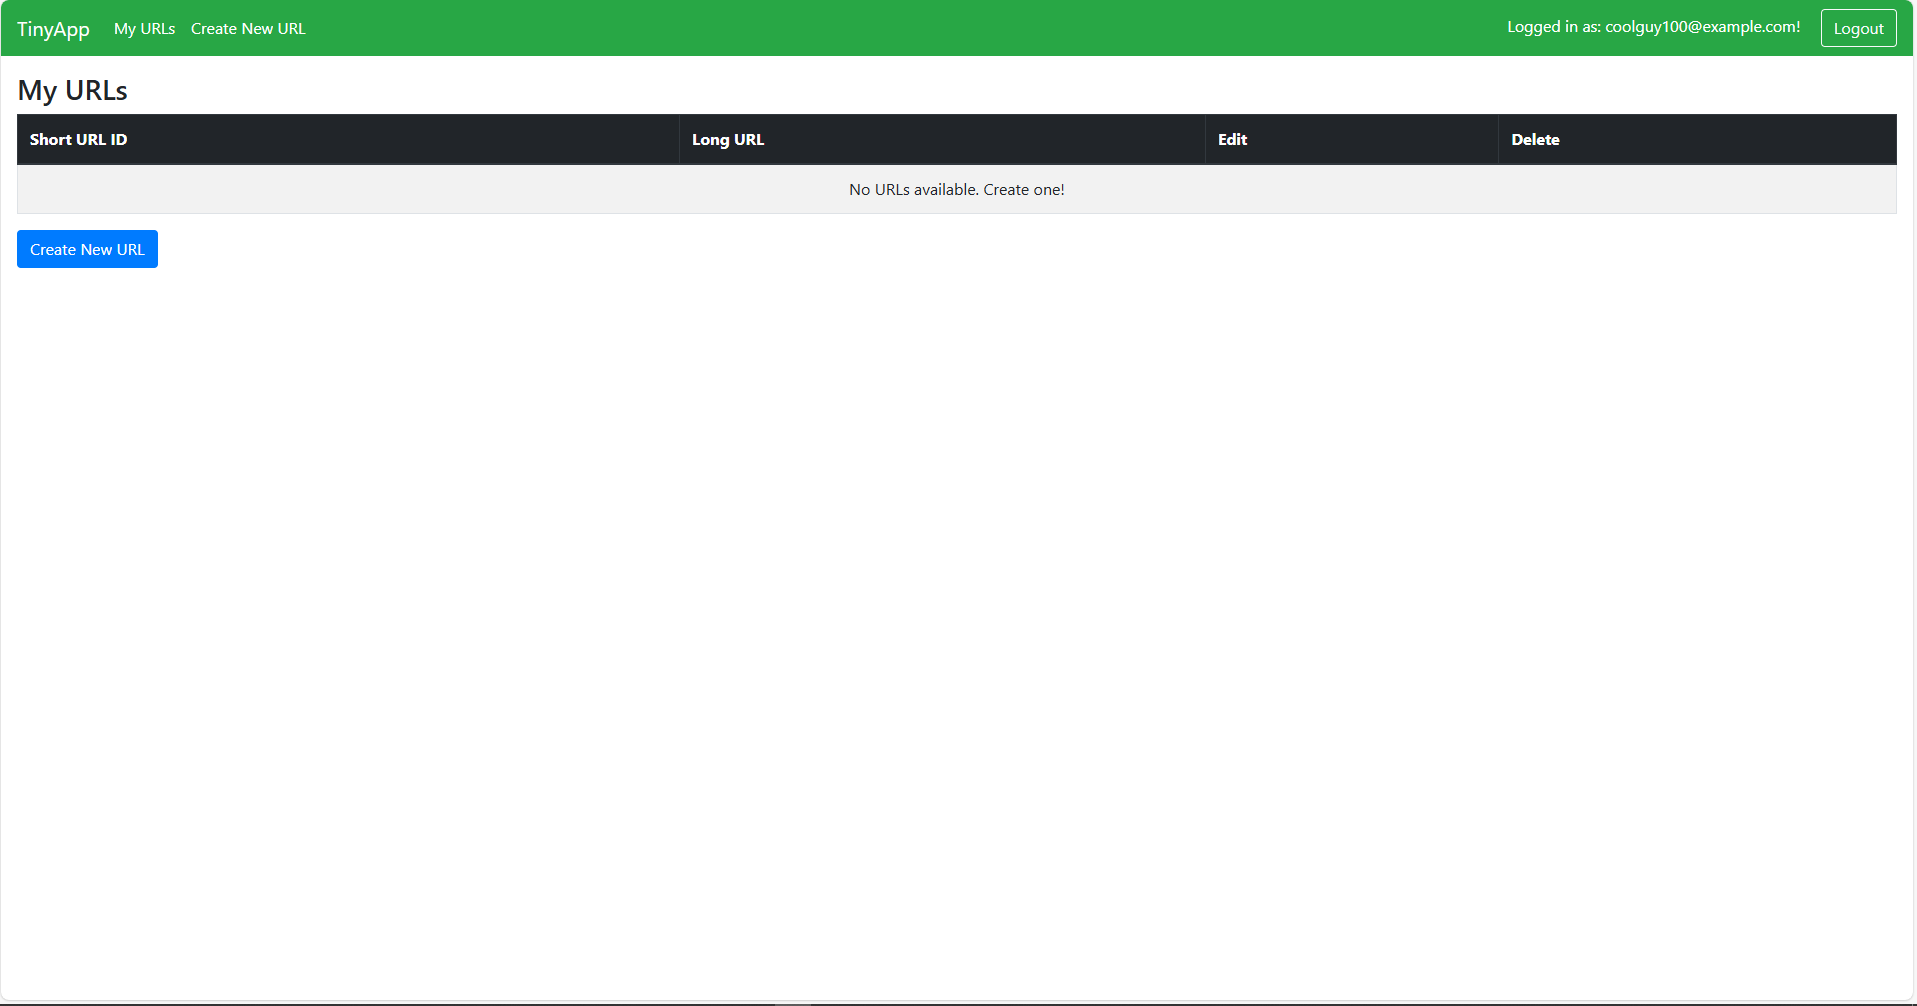 TinyApp My URLs Create New URL Logged in as: coolguy100@example.com! Logout
My URLs
Short URL ID Long URL Edit Delete
No URLs available. Create one!
Create New URL